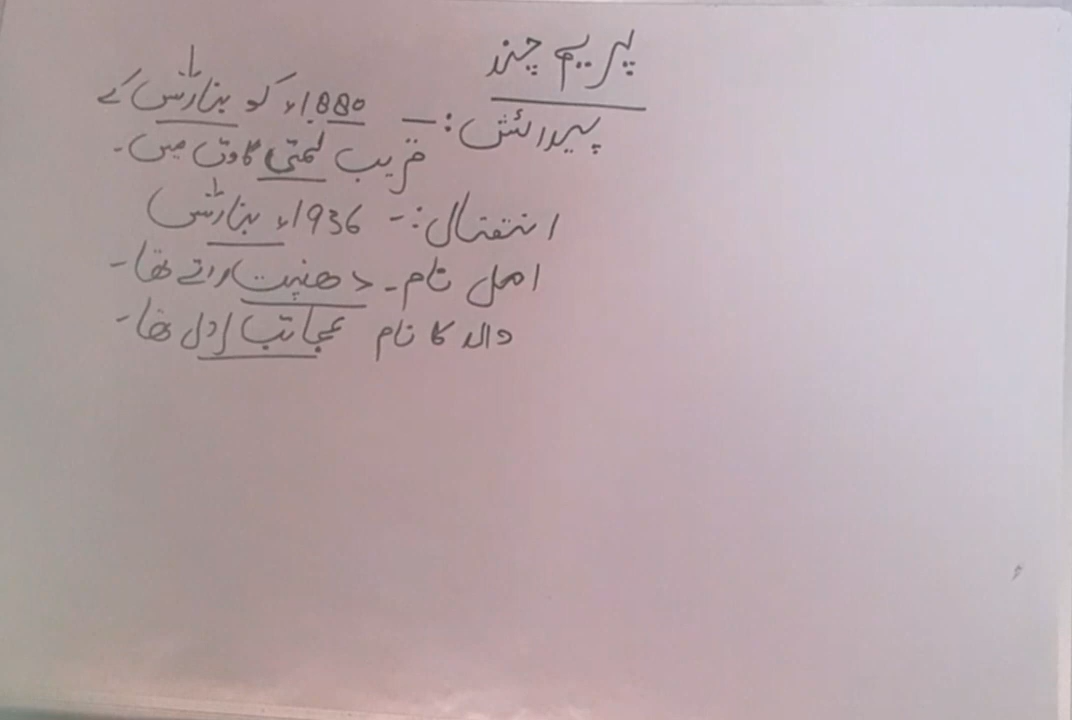 پریم چند
پیدائش :— 1880ء کو بنارس کے
قریب لمہی گاوں میں۔
انتقال :- 1936ء بنارس
اصل نام ۔ دھنپت رائے تھا ۔
والد کا نام عجائب لال تھا ۔